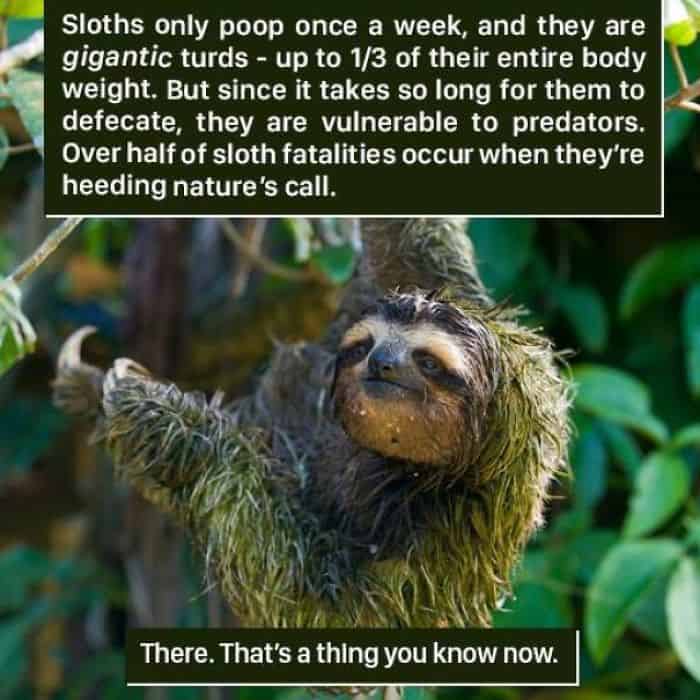 Sloths only poop once a week, and they are
gigantic turds - up to 1/3 of their entire body
weight. But since it takes so long for them to
defecate, they are vulnerable to predators.
Over half of sloth fatalities occur when they're
heeding nature's call.
There. That's a thing you know now.